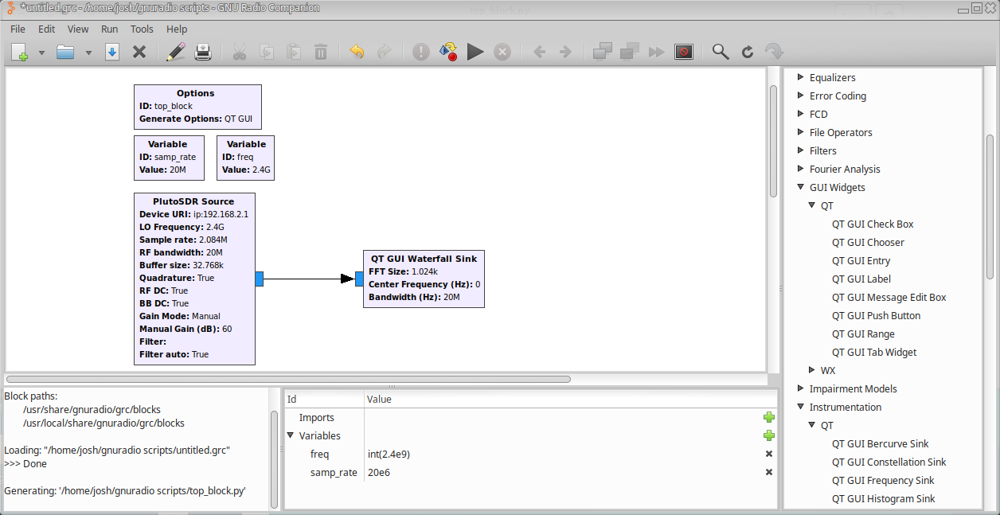 *untitled.grc - /home/josh/gnuradio scripts - GNU Radio Companion
top_block.py
File Edit View Run Tools Help
Options
ID: top_block
Generate Options: QT GUI
Variable
ID: samp_rate
Value: 20M
Variable
ID: freq
Value: 2.4G
PlutoSDR Source
Device URI: ip:192.168.2.1
LO Frequency: 2.4G
Sample rate: 2.084M
RF bandwidth: 20M
Buffer size: 32.768k
Quadrature: True
RF DC: True
BB DC: True
Gain Mode: Manual
Manual Gain (dB): 60
Filter:
Filter auto: True
QT GUI Waterfall Sink
FFT Size: 1.024k
Center Frequency (Hz): 0
Bandwidth (Hz): 20M
Equalizers
Error Coding
FCD
File Operators
Filters
Fourier Analysis
GUI Widgets
QT
QT GUI Check Box
QT GUI Chooser
QT GUI Entry
QT GUI Label
QT GUI Message Edit Box
QT GUI Push Button
QT GUI Range
QT GUI Tab Widget
WX
Impairment Models
Instrumentation
QT
QT GUI Bercurve Sink
QT GUI Constellation Sink
QT GUI Frequency Sink
QT GUI Histogram Sink
Block paths:
/usr/share/gnuradio/grc/blocks
/usr/local/share/gnuradio/grc/blocks
Loading: "/home/josh/gnuradio scripts/untitled.grc"
>>> Done
Generating: '/home/josh/gnuradio scripts/top_block.py'
Id Value
Imports
Variables
freq int(2.4e9)
samp_rate 20e6